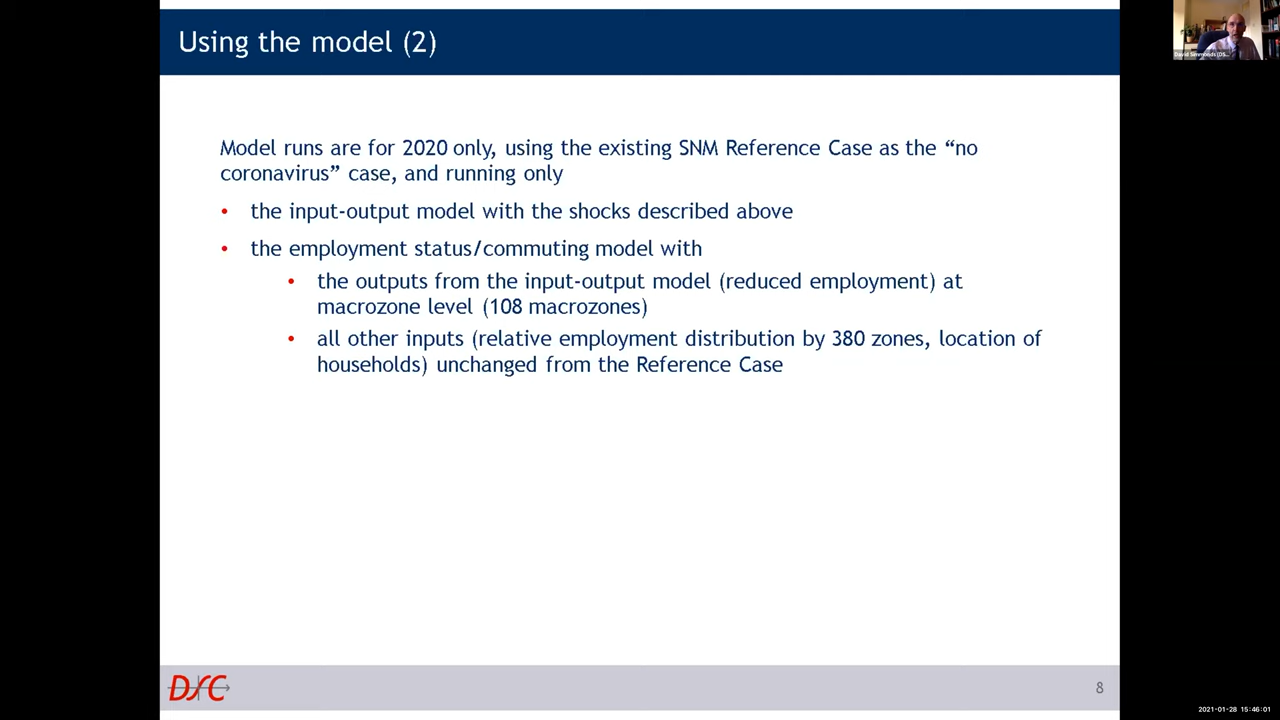 Using the model (2)
Model runs are for 2020 only, using the existing SNM Reference Case as the “no
coronavirus” case, and running only
• the input-output model with the shocks described above
• the employment status/commuting model with
• the outputs from the input-output model (reduced employment) at
macrozone level (108 macrozones)
• all other inputs (relative employment distribution by 380 zones, location of
households) unchanged from the Reference Case
DSC
8
David Simmonds (DS...
2021-01-28 15:46:01